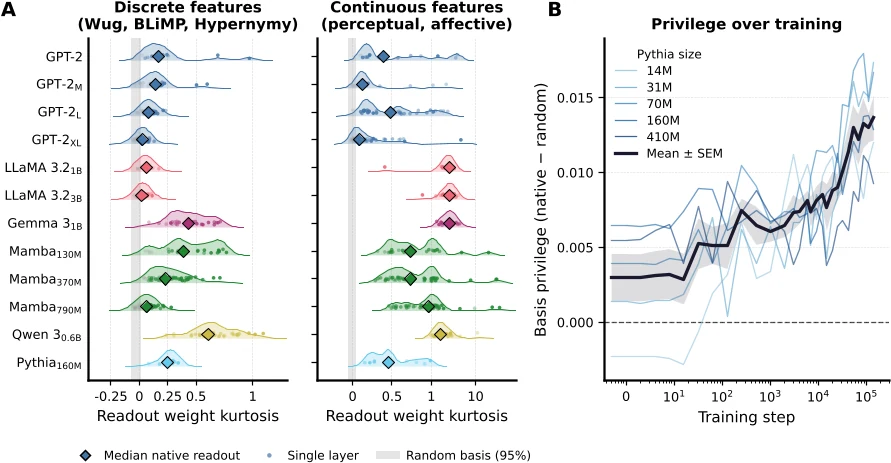 A
Discrete features
(Wug, BLiMP, Hypernymy)
Continuous features
(perceptual, affective)
GPT-2
GPT-2M
GPT-2L
GPT-2XL
LLaMA 3.21B
LLaMA 3.23B
Gemma 31B
Mamba130M
Mamba370M
Mamba790M
Qwen 30.6B
Pythia160M
-0.25 0 0.25 0.5 1
Readout weight kurtosis
0 0.5 1 10
Readout weight kurtosis
Median native readout
Single layer
Random basis (95%)
B
Privilege over training
Pythia size
14M
31M
70M
160M
410M
Mean ± SEM
Basis privilege (native − random)
0.015
0.010
0.005
0.000
0 10¹ 10² 10³ 10⁴ 10⁵
Training step